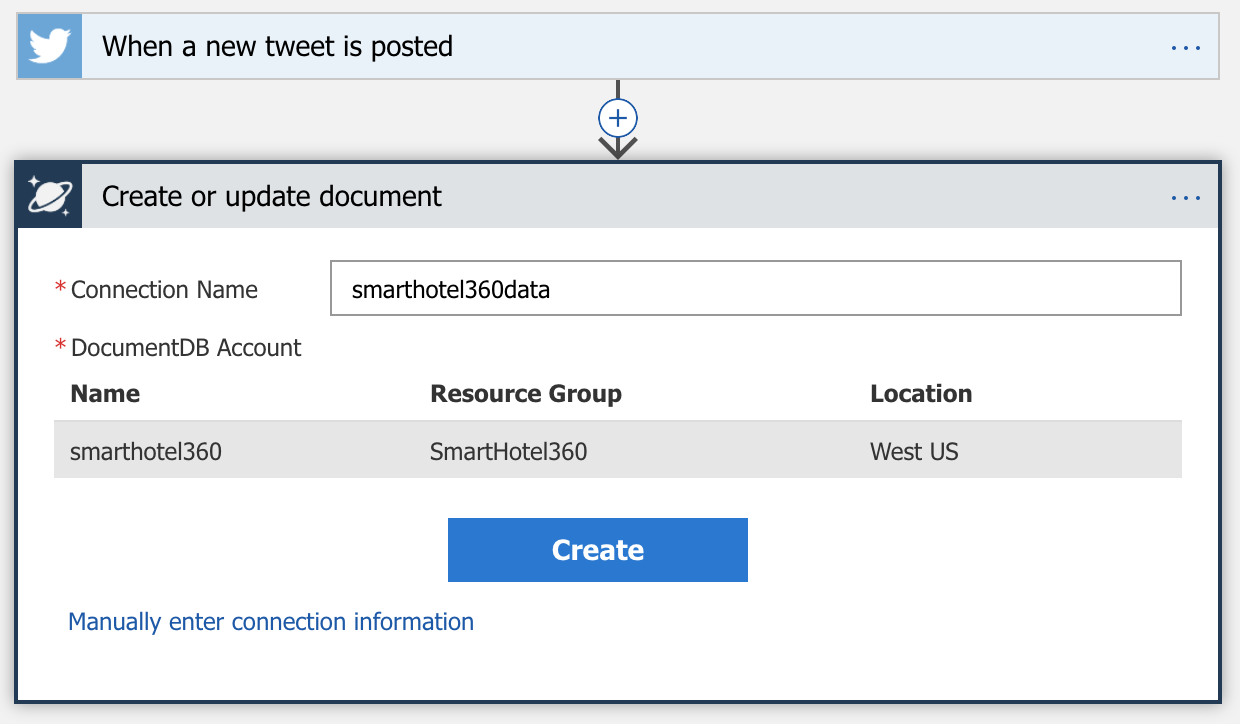 When a new tweet is posted
Create or update document
* Connection Name smarthotel360data
* DocumentDB Account
Name Resource Group Location
smarthotel360 SmartHotel360 West US
Create
Manually enter connection information